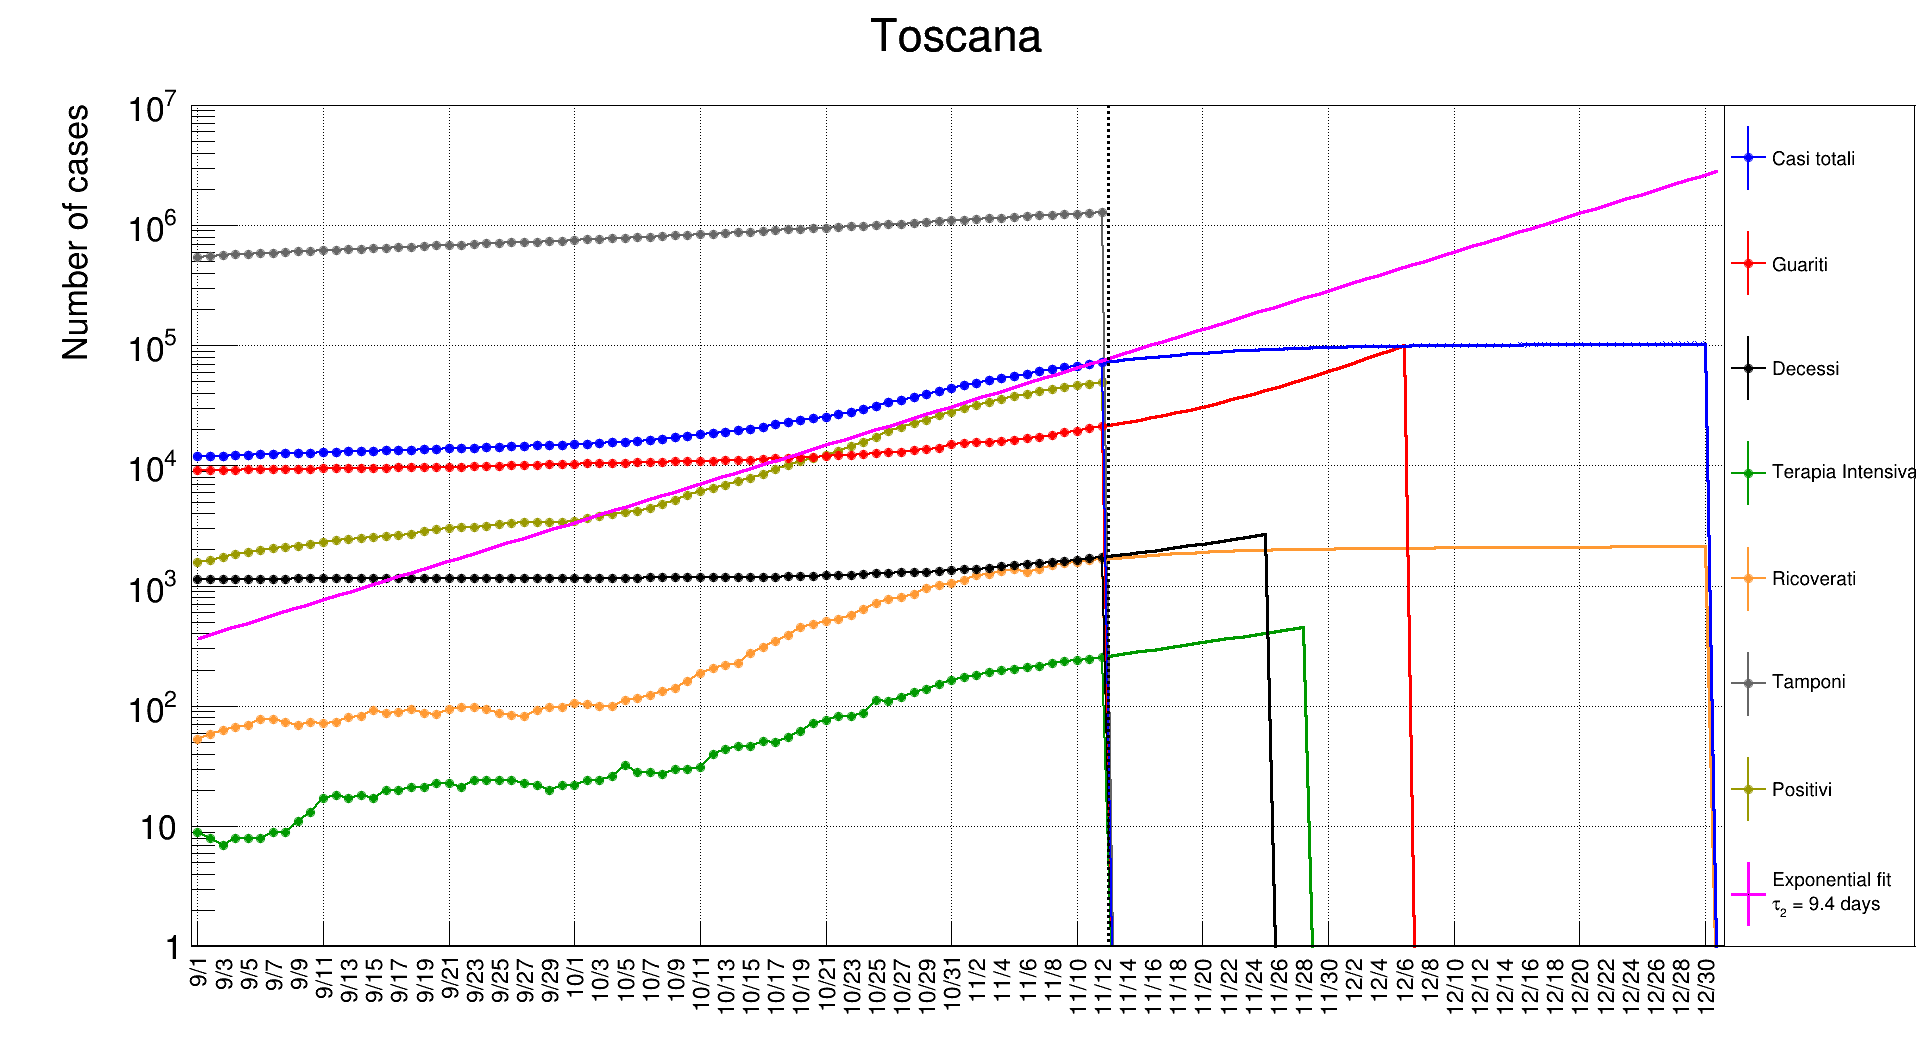 Toscana
Number of cases
10^7
10^6
10^5
10^4
10^3
10^2
10
1
9/1 9/3 9/5 9/7 9/9 9/11 9/13 9/15 9/17 9/19 9/21 9/23 9/25 9/27 9/29 10/1 10/3 10/5 10/7 10/9 10/11 10/13 10/15 10/17 10/19 10/21 10/23 10/25 10/27 10/29 10/31 11/2 11/4 11/6 11/8 11/10 11/12 11/14 11/16 11/18 11/20 11/22 11/24 11/26 11/28 11/30 12/2 12/4 12/6 12/8 12/10 12/12 12/14 12/16 12/18 12/20 12/22 12/24 12/26 12/28 12/30
Casi totali
Guariti
Decessi
Terapia Intensiva
Ricoverati
Tamponi
Positivi
Exponential fit
τ₂ = 9.4 days